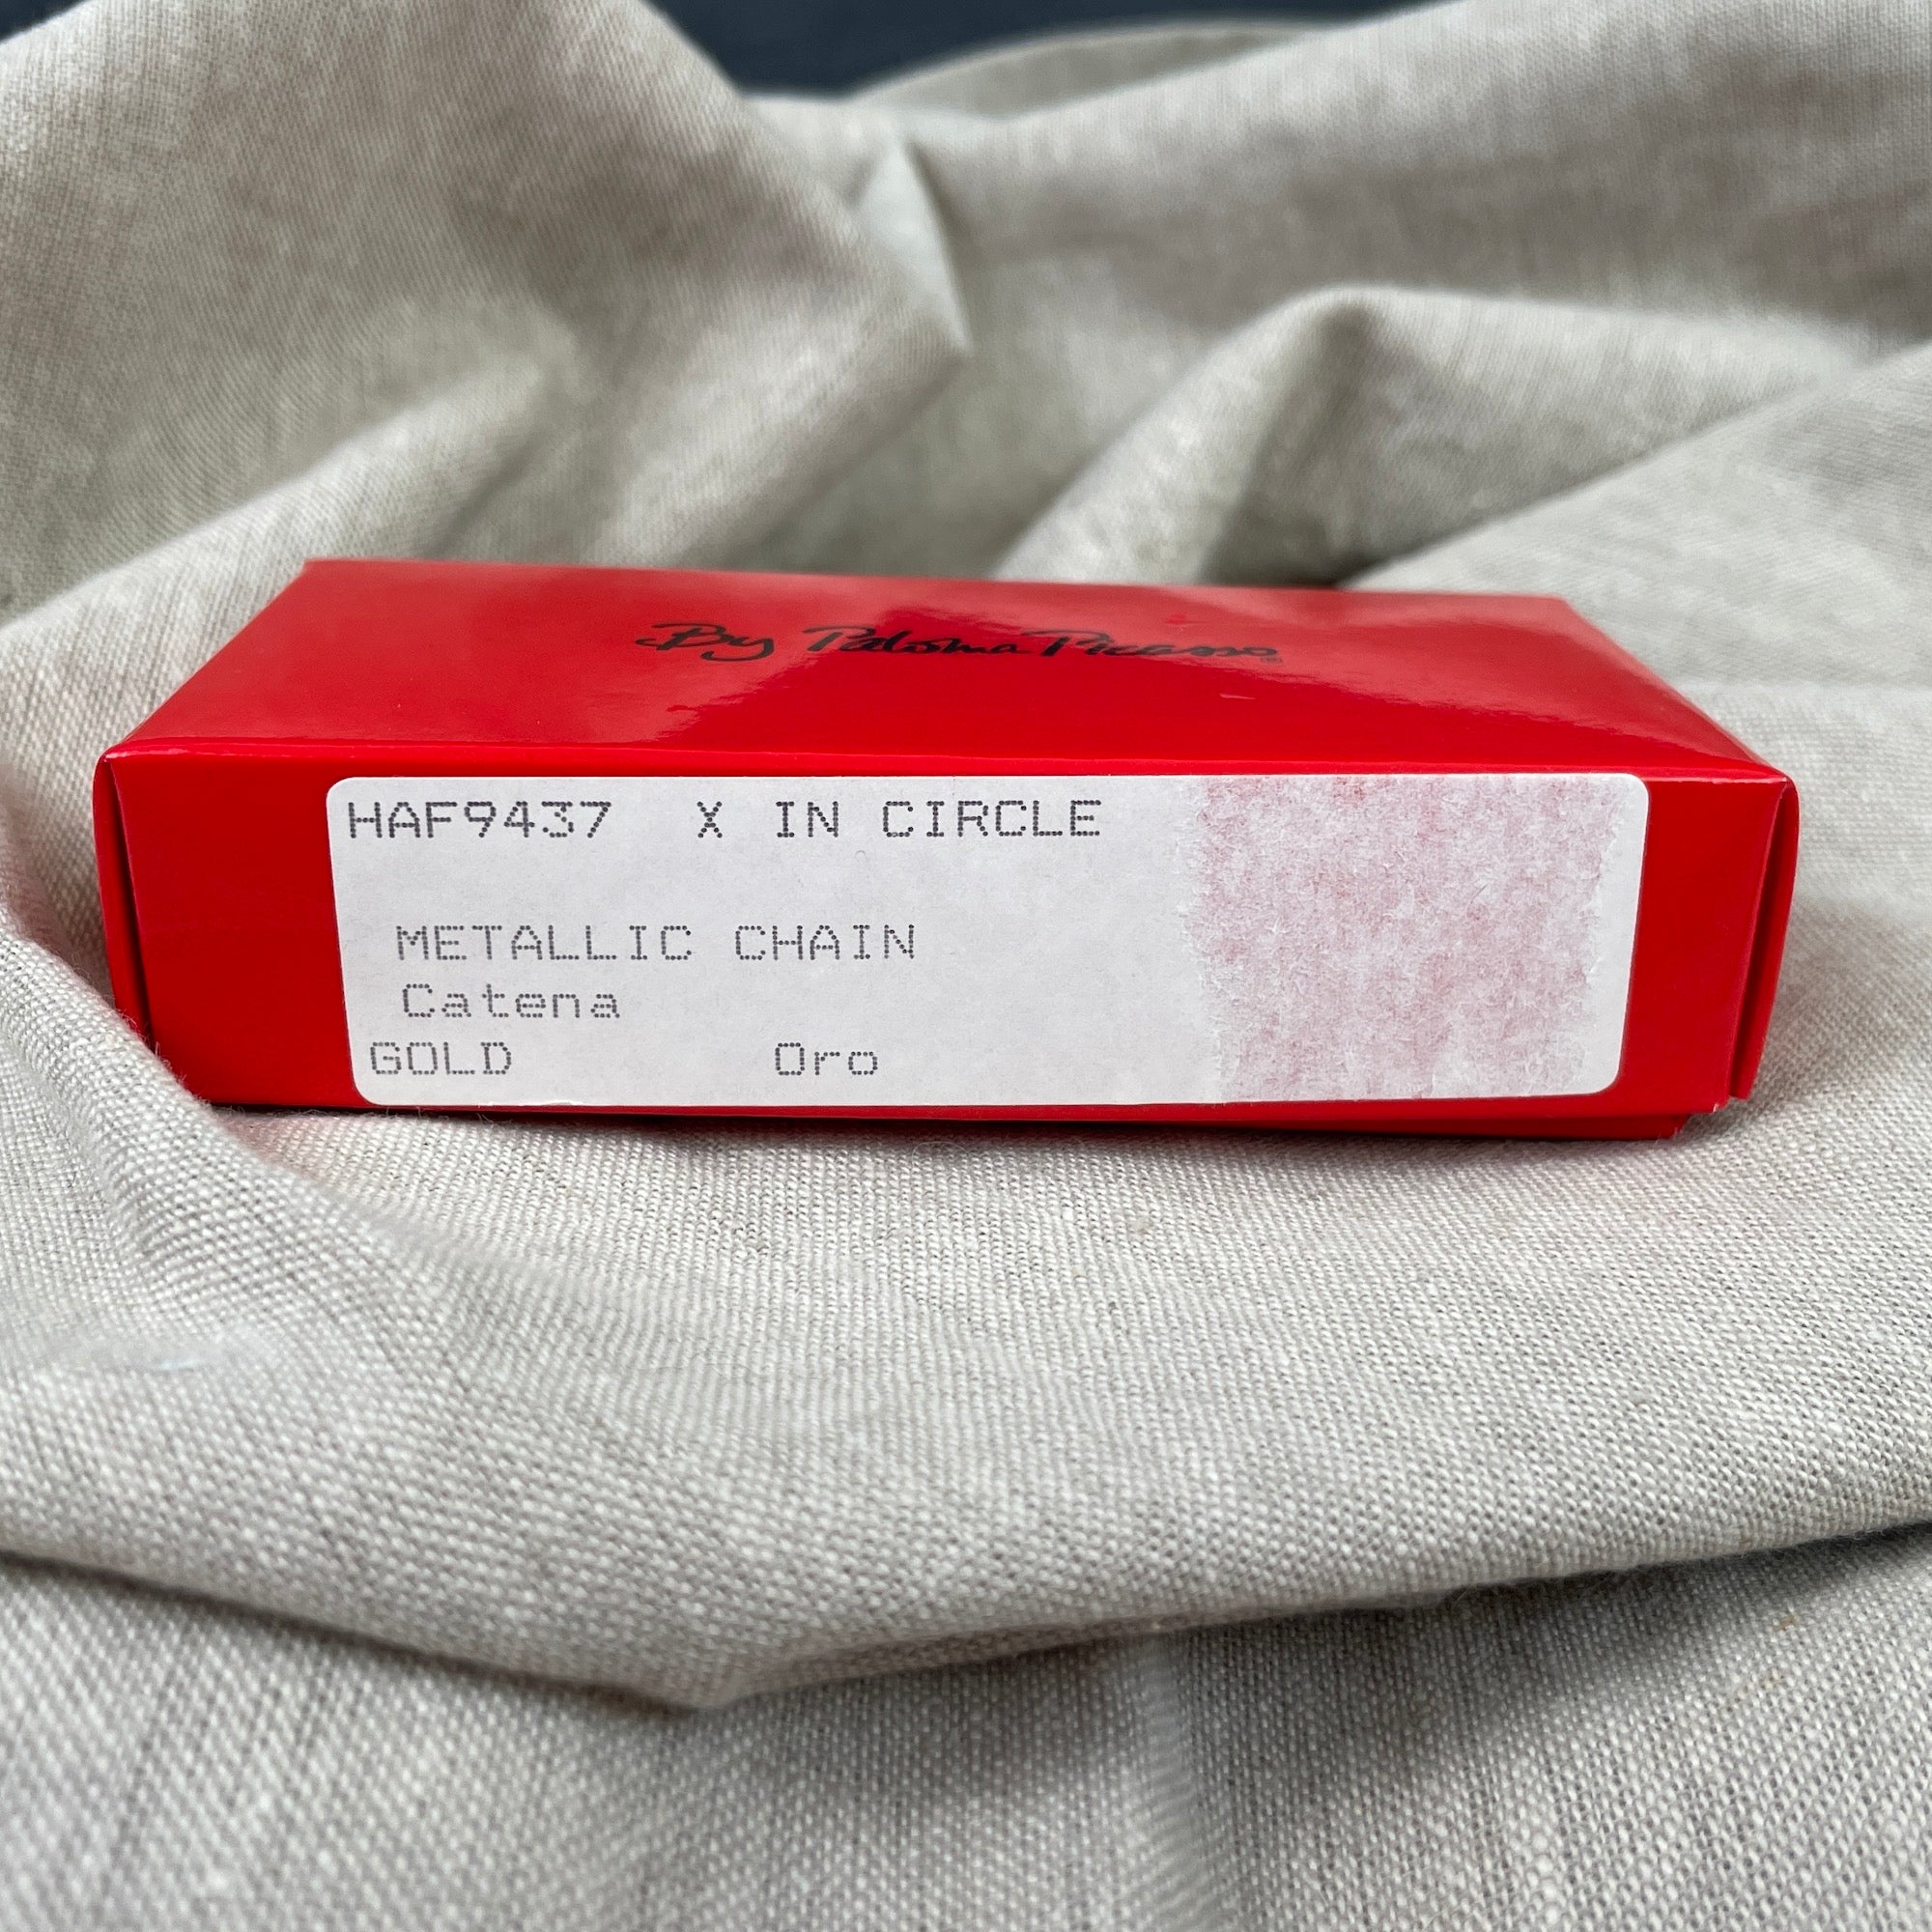 By Paloma Picasso®
HAF9437 X IN CIRCLE
METALLIC CHAIN
Catena
GOLD Oro